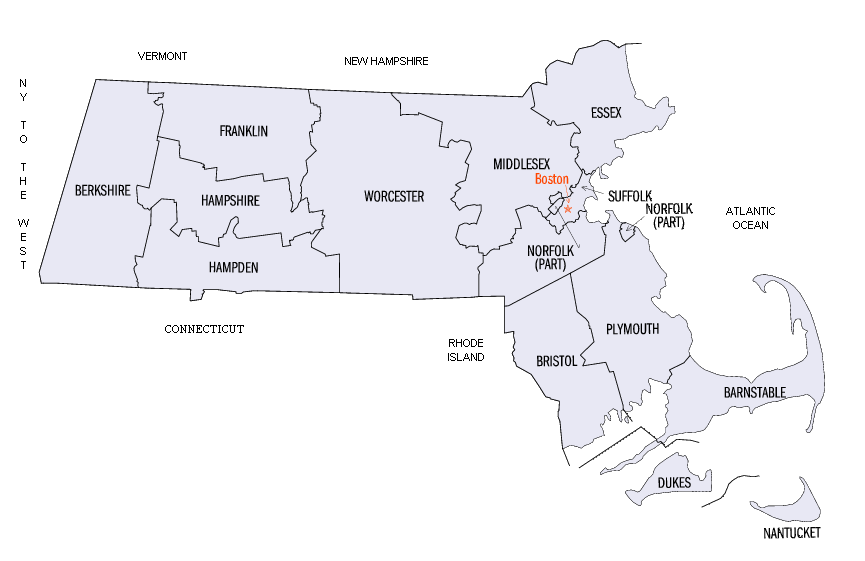 VERMONT
NEW HAMPSHIRE
NY TO THE WEST
ESSEX
FRANKLIN
MIDDLESEX
Boston
BERKSHIRE
HAMPSHIRE
WORCESTER
SUFFOLK
NORFOLK
(PART)
ATLANTIC
OCEAN
NORFOLK
(PART)
HAMPDEN
CONNECTICUT
RHODE
ISLAND
PLYMOUTH
BRISTOL
BARNSTABLE
DUKES
NANTUCKET